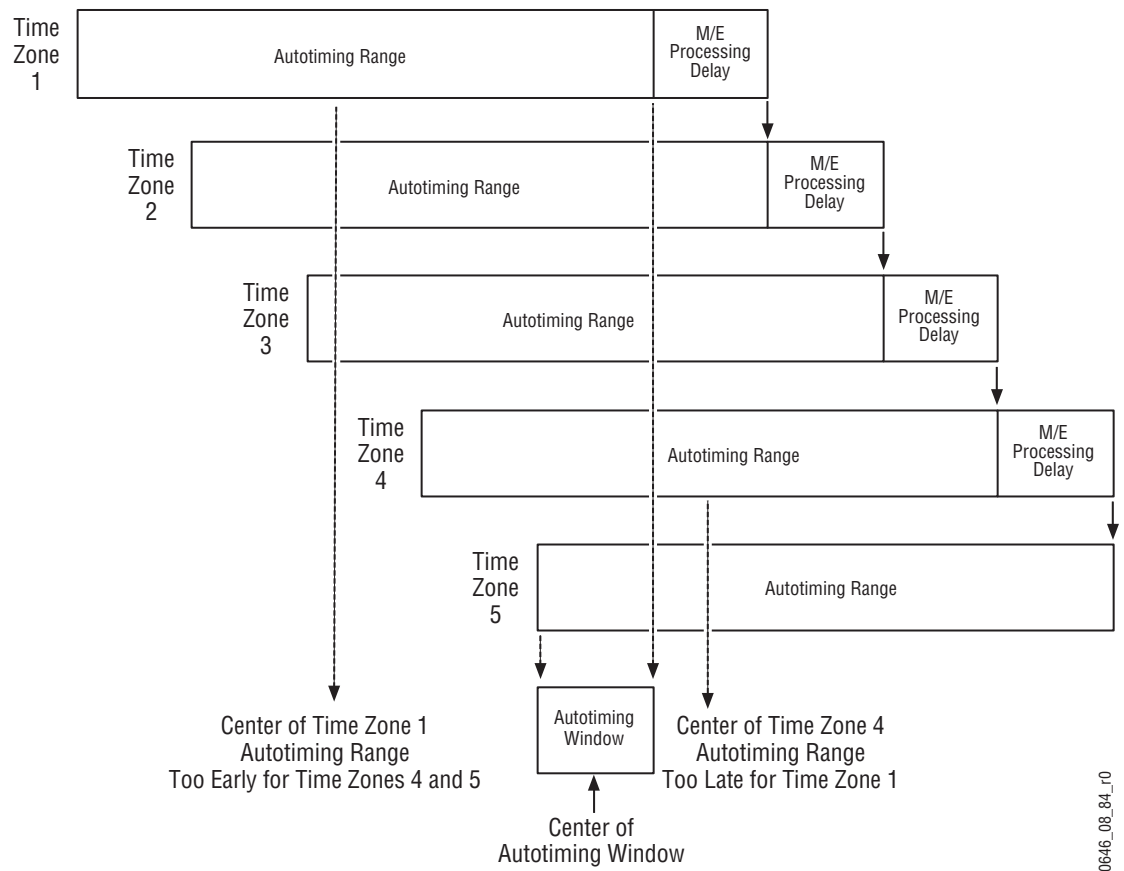 Time
Zone
1
Autotiming Range
M/E
Processing
Delay
Time
Zone
2
Autotiming Range
M/E
Processing
Delay
Time
Zone
3
Autotiming Range
M/E
Processing
Delay
Time
Zone
4
Autotiming Range
M/E
Processing
Delay
Time
Zone
5
Autotiming Range
Center of Time Zone 1
Autotiming Range
Too Early for Time Zones 4 and 5
Autotiming
Window
Center of Time Zone 4
Autotiming Range
Too Late for Time Zone 1
Center of
Autotiming Window
0646_08_84_r0